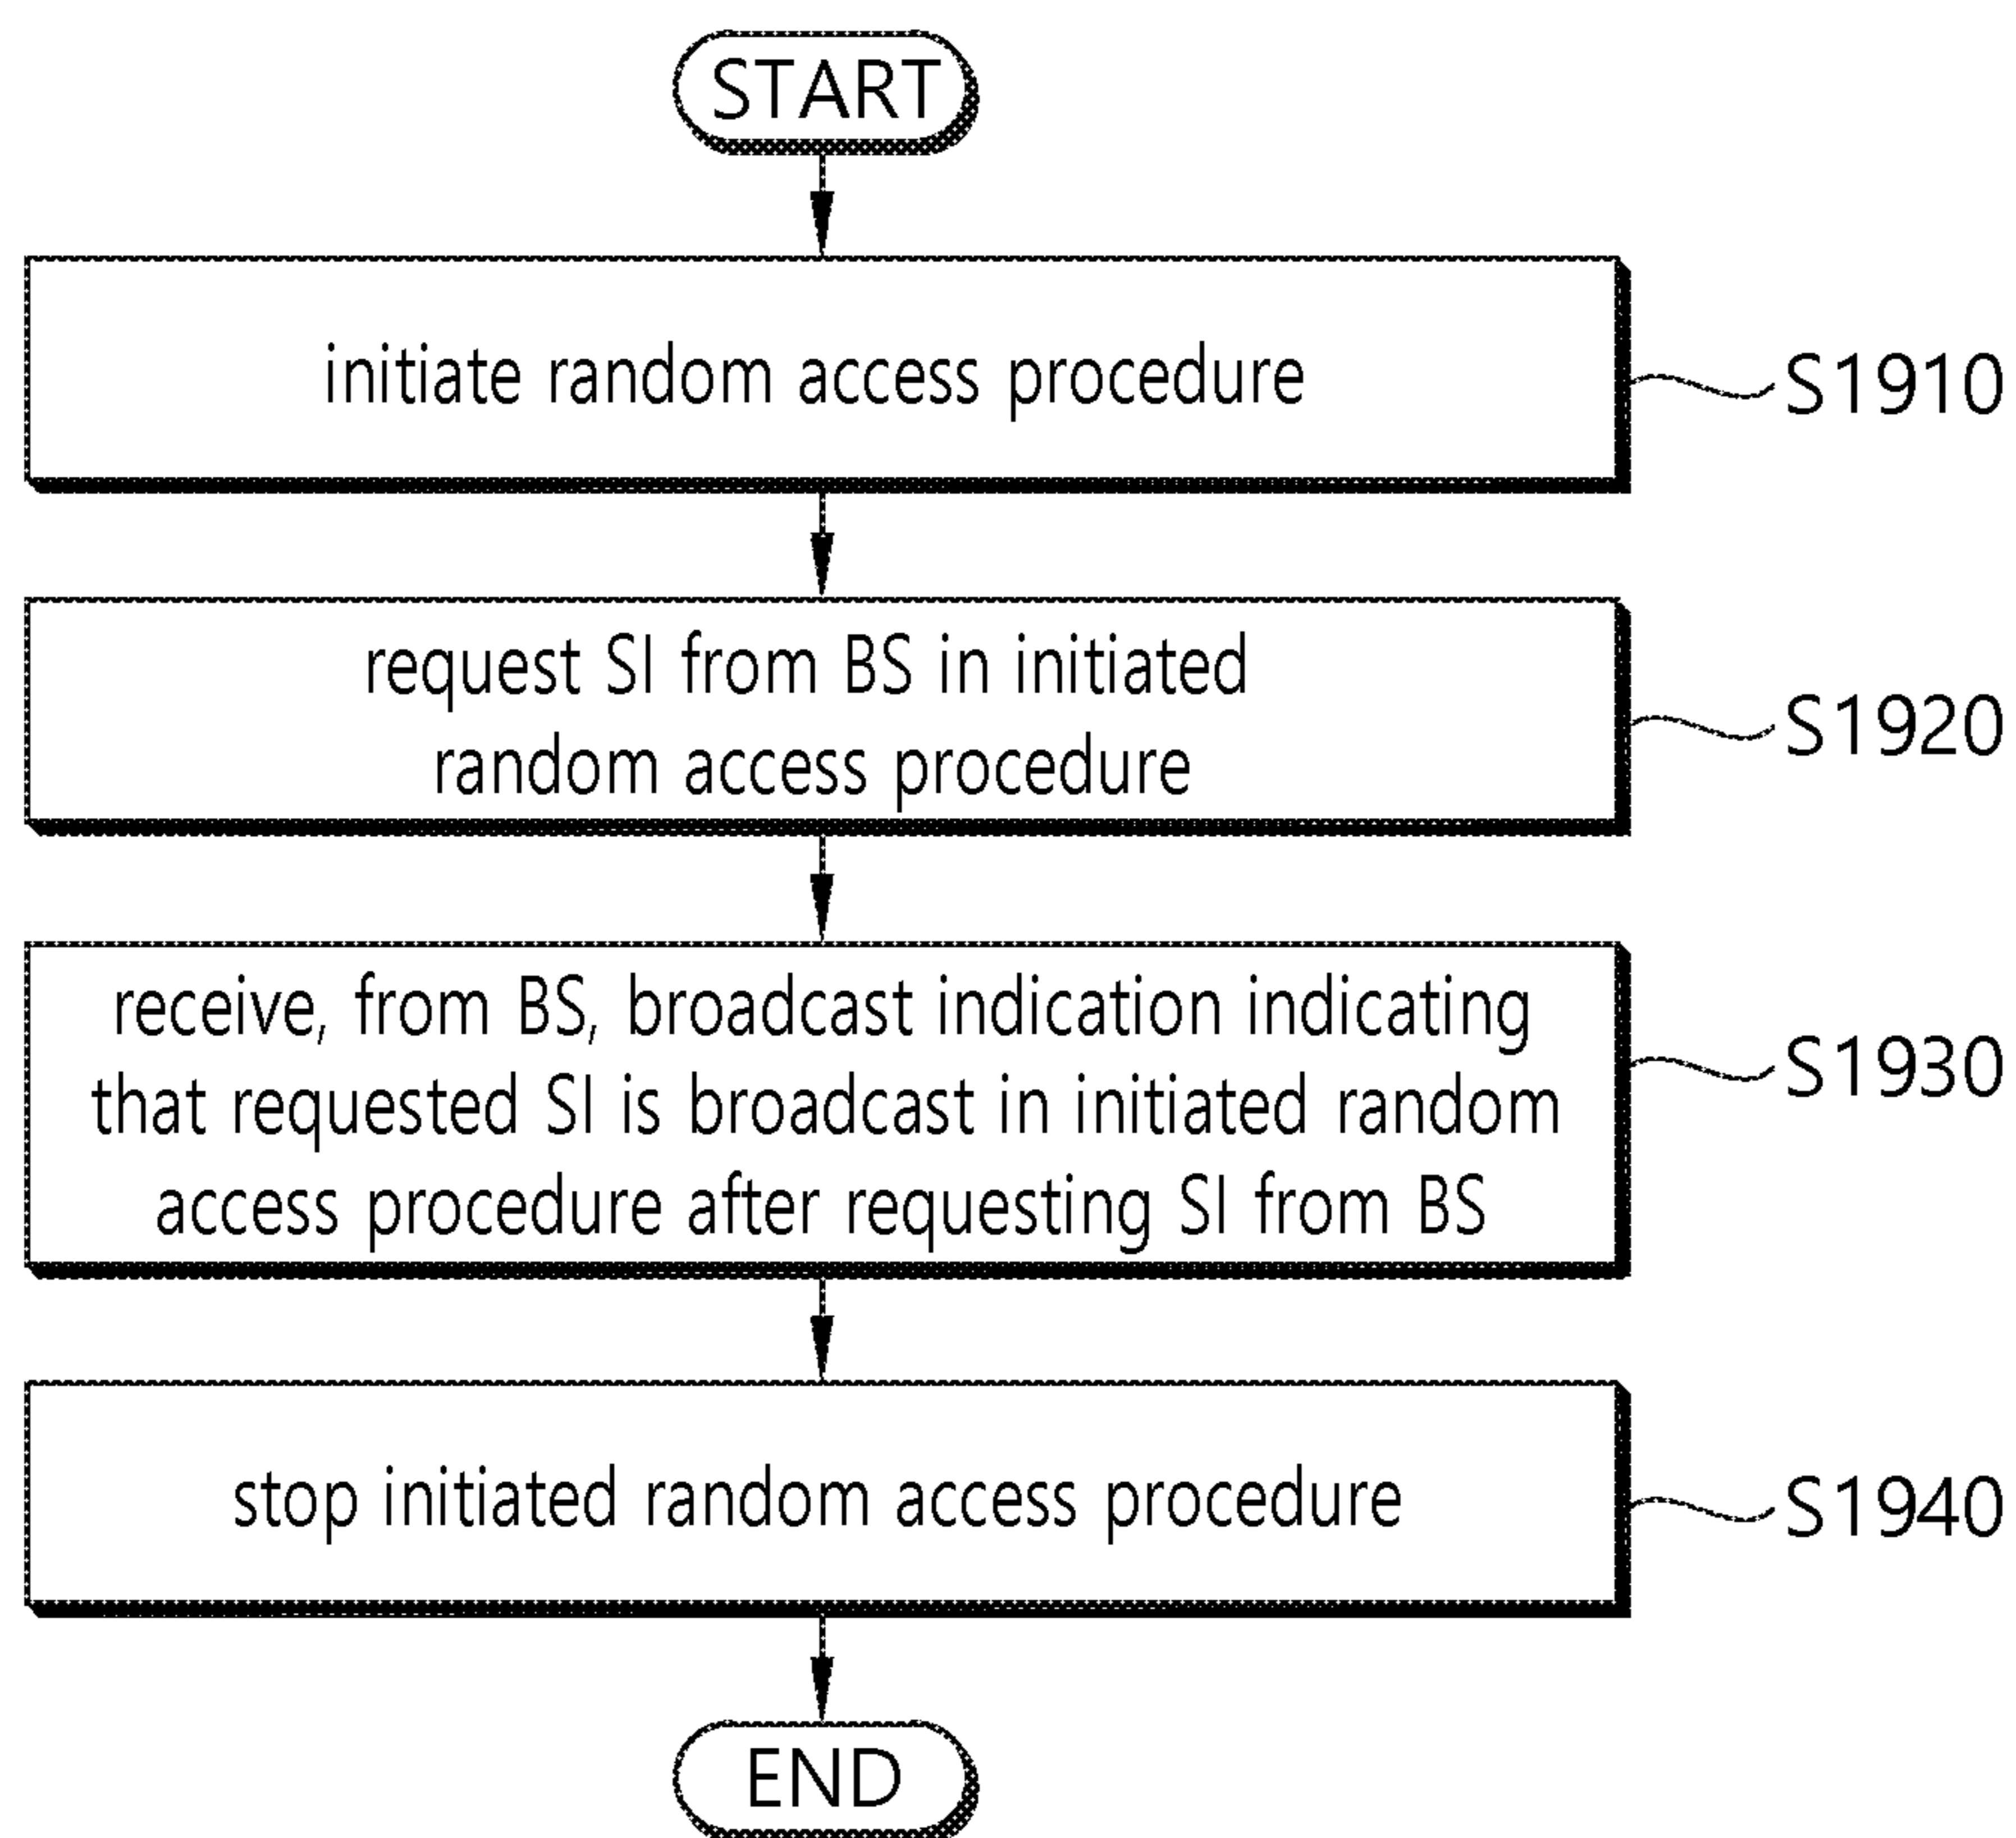 START
initiate random access procedure
S1910
request SI from BS in initiated
random access procedure
S1920
receive, from BS, broadcast indication indicating
that requested SI is broadcast in initiated random
access procedure after requesting SI from BS
S1930
stop initiated random access procedure
S1940
END